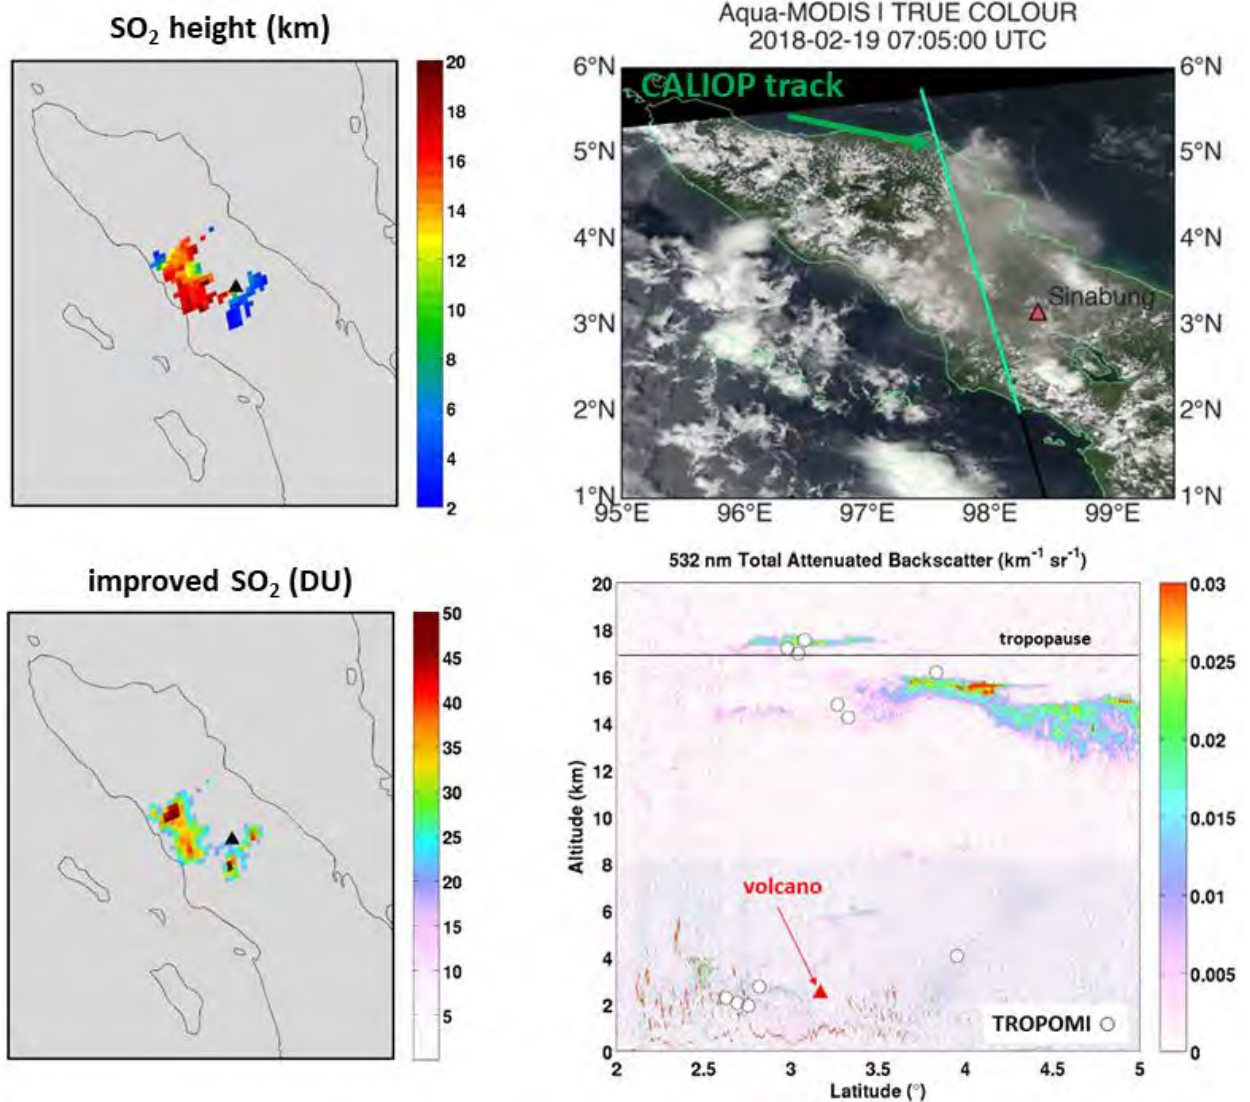 SO₂ height (km)
20
18
16
14
12
10
8
6
4
2
Aqua-MODIS I TRUE COLOUR
2018-02-19 07:05:00 UTC
6°N
5°N
4°N
3°N
2°N
1°N
CALIOP track
Sinabung
6°N
5°N
4°N
3°N
2°N
1°N
95°E 96°E 97°E 98°E 99°E
improved SO₂ (DU)
50
45
40
35
30
25
20
15
10
5
532 nm Total Attenuated Backscatter (km⁻¹ sr⁻¹)
Altitude (km)
20
18
16
14
12
10
8
6
4
2
0
tropopause
volcano
TROPOMI
2 2.5 3 3.5 4 4.5 5
Latitude (°)
0.03
0.025
0.02
0.015
0.01
0.005
0